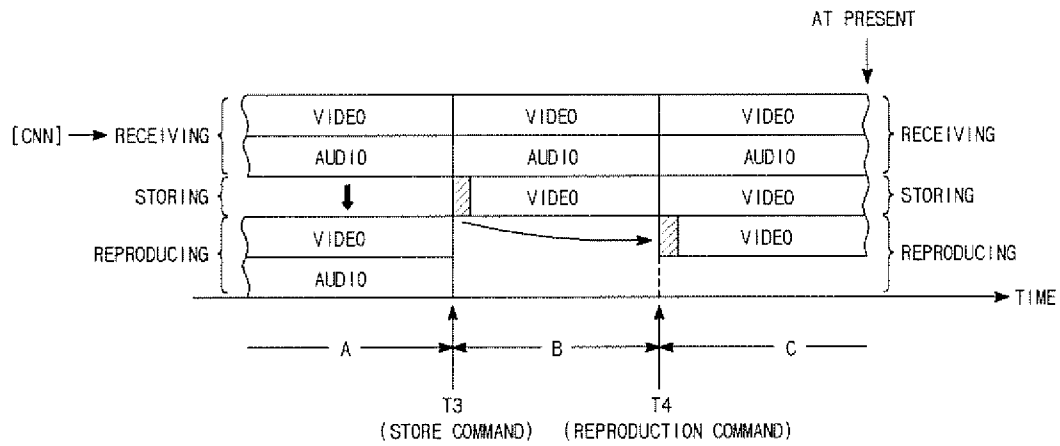 AT PRESENT
VIDEO VIDEO VIDEO
[CNN] RECEIVING RECEIVING
AUDIO AUDIO AUDIO
STORING VIDEO VIDEO STORING
VIDEO VIDEO
REPRODUCING REPRODUCING
AUDIO
TIME
A B C
T3 T4
(STORE COMMAND) (REPRODUCTION COMMAND)